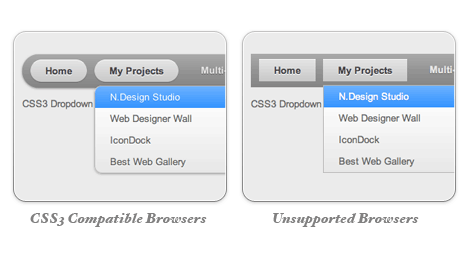 Home My Projects Multi-
N.Design Studio
CSS3 Dropdown
Web Designer Wall
IconDock
Best Web Gallery
CSS3 Compatible Browsers
Home My Projects Multi-
N.Design Studio
CSS3 Dropdown
Web Designer Wall
IconDock
Best Web Gallery
Unsupported Browsers